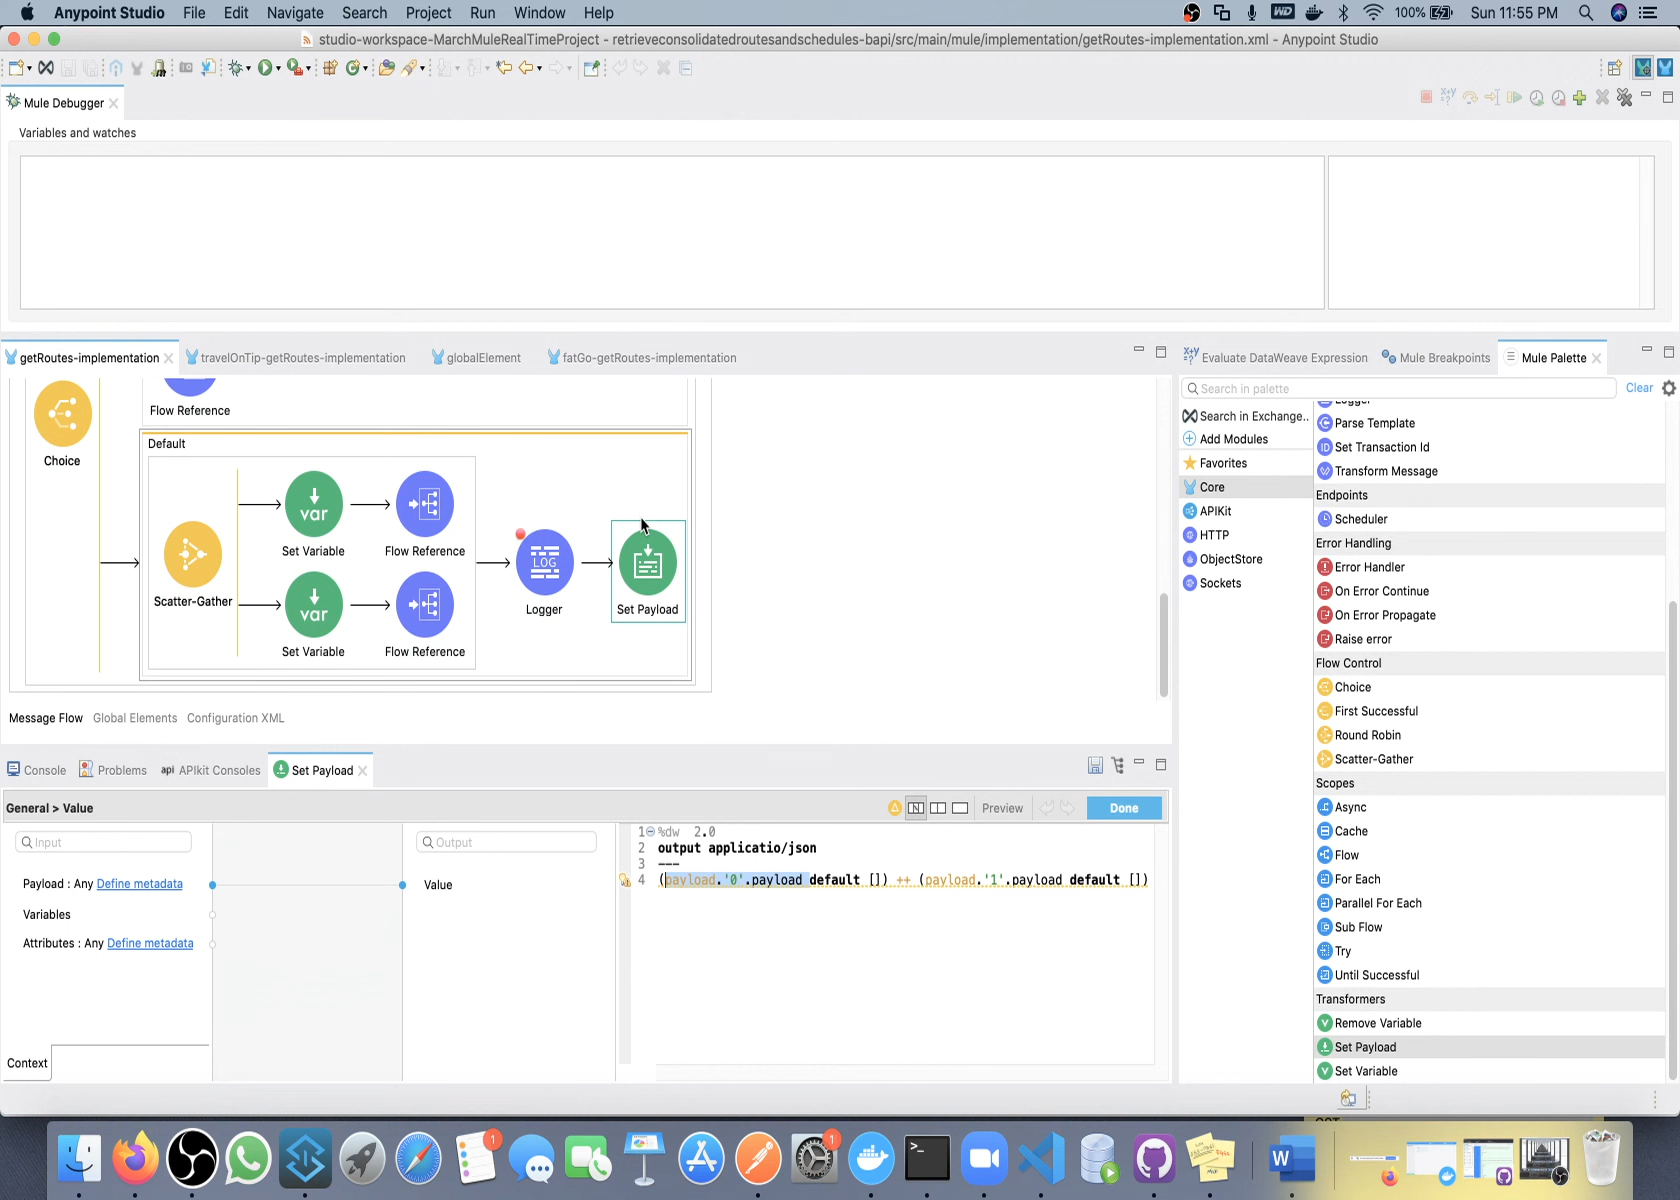 Anypoint Studio File Edit Navigate Search Project Run Window Help WD 100% Sun 11:55 PM
studio-workspace-MarchMuleRealTimeProject - retrieveconsolidatedroutesandschedules-bapi/src/main/mule/implementation/getRoutes-implementation.xml - Anypoint Studio
Mule Debugger
Variables and watches
getRoutes-implementation travelOnTip-getRoutes-implementation globalElement fatGo-getRoutes-implementation
Evaluate DataWeave Expression Mule Breakpoints Mule Palette
Search in palette Clear
Search in Exchange..
Add Modules
Favorites
Core
APIKit
HTTP
ObjectStore
Sockets
Logger
Parse Template
Set Transaction Id
Transform Message
Endpoints
Scheduler
Error Handling
Error Handler
On Error Continue
On Error Propagate
Raise error
Flow Control
Choice
First Successful
Round Robin
Scatter-Gather
Scopes
Async
Cache
Flow
For Each
Parallel For Each
Sub Flow
Try
Until Successful
Transformers
Remove Variable
Set Payload
Set Variable
Flow Reference
Choice
Default
var
Set Variable
Flow Reference
Scatter-Gather
var
Set Variable
Flow Reference
LOG
Logger
Set Payload
Message Flow Global Elements Configuration XML
Console Problems api APIkit Consoles Set Payload
General > Value Preview Done
Input
Payload : Any Define metadata
Variables
Attributes : Any Define metadata
Context
Output
Value
1 %dw 2.0
2 output applicatio/json
3 ---
4 (payload.'0'.payload default []) ++ (payload.'1'.payload default [])
1
1
W